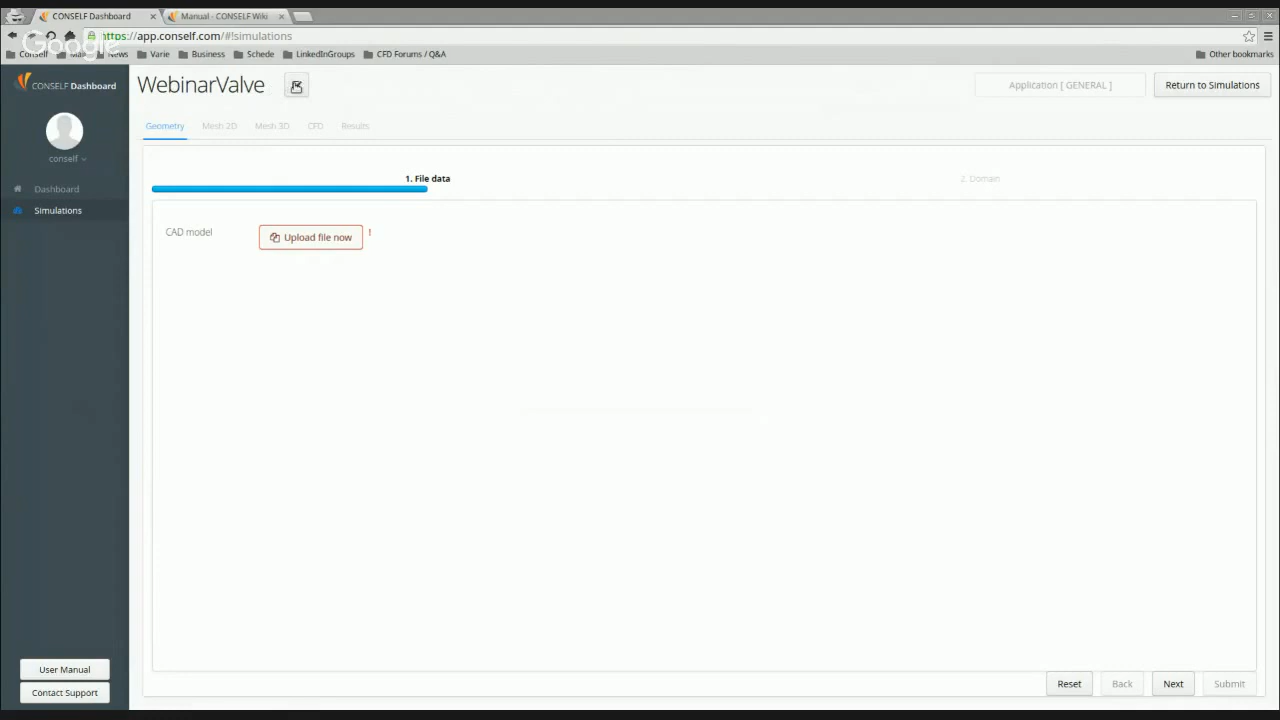 CONSELF Dashboard
Manual - CONSELF Wiki
https://app.conself.com/#!simulations
Google
Conself
News
Varie
Business
Schede
LinkedInGroups
CFD Forums / Q&A
Other bookmarks
CONSELF Dashboard
WebinarValve
Application [ GENERAL ]
Return to Simulations
conself
Geometry
Mesh 2D
Mesh 3D
CFD
Results
Dashboard
Simulations
1. File data
2. Domain
CAD model
Upload file now
!
User Manual
Contact Support
Reset
Back
Next
Submit